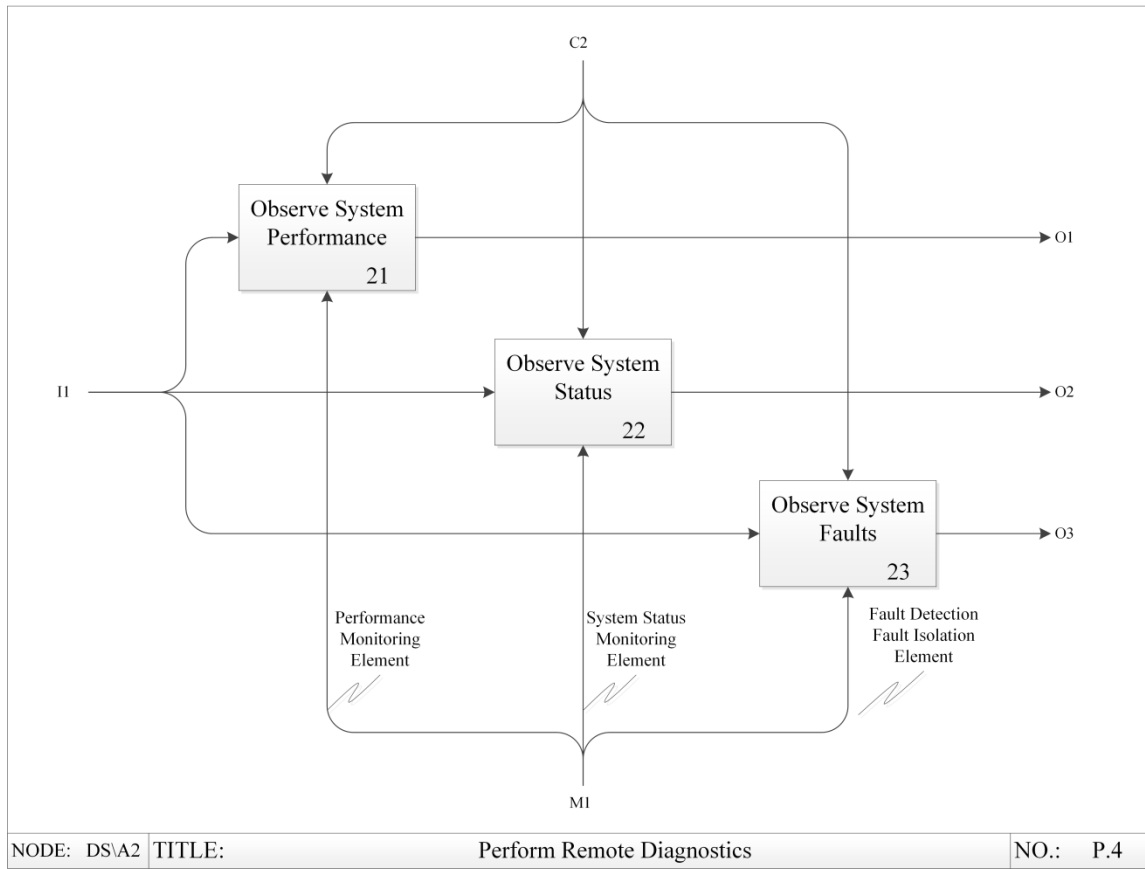 C2
Observe System
Performance
21
O1
I1
Observe System
Status
22
O2
Observe System
Faults
23
O3
Performance
Monitoring
Element
System Status
Monitoring
Element
Fault Detection
Fault Isolation
Element
M1
NODE: DS\A2 TITLE: Perform Remote Diagnostics NO.: P.4